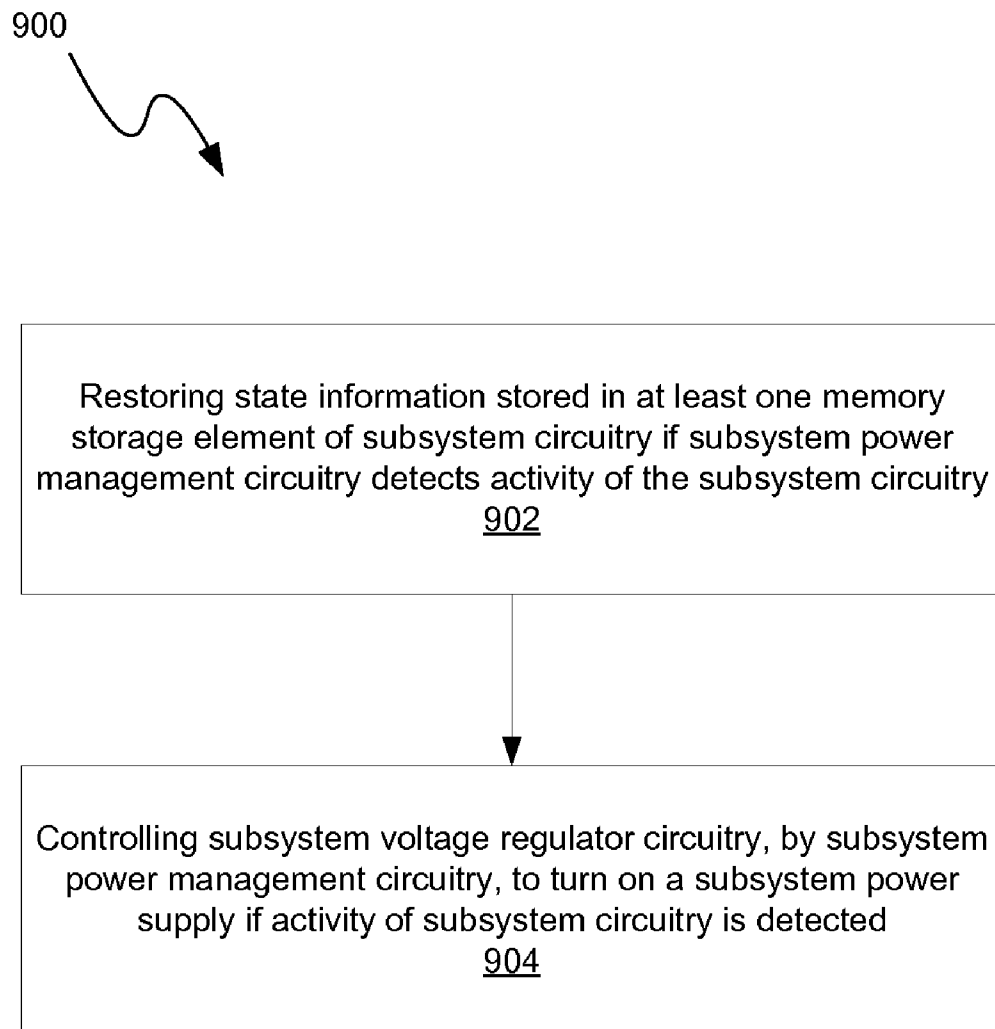 900
Restoring state information stored in at least one memory
storage element of subsystem circuitry if subsystem power
management circuitry detects activity of the subsystem circuitry
902
Controlling subsystem voltage regulator circuitry, by subsystem
power management circuitry, to turn on a subsystem power
supply if activity of subsystem circuitry is detected
904